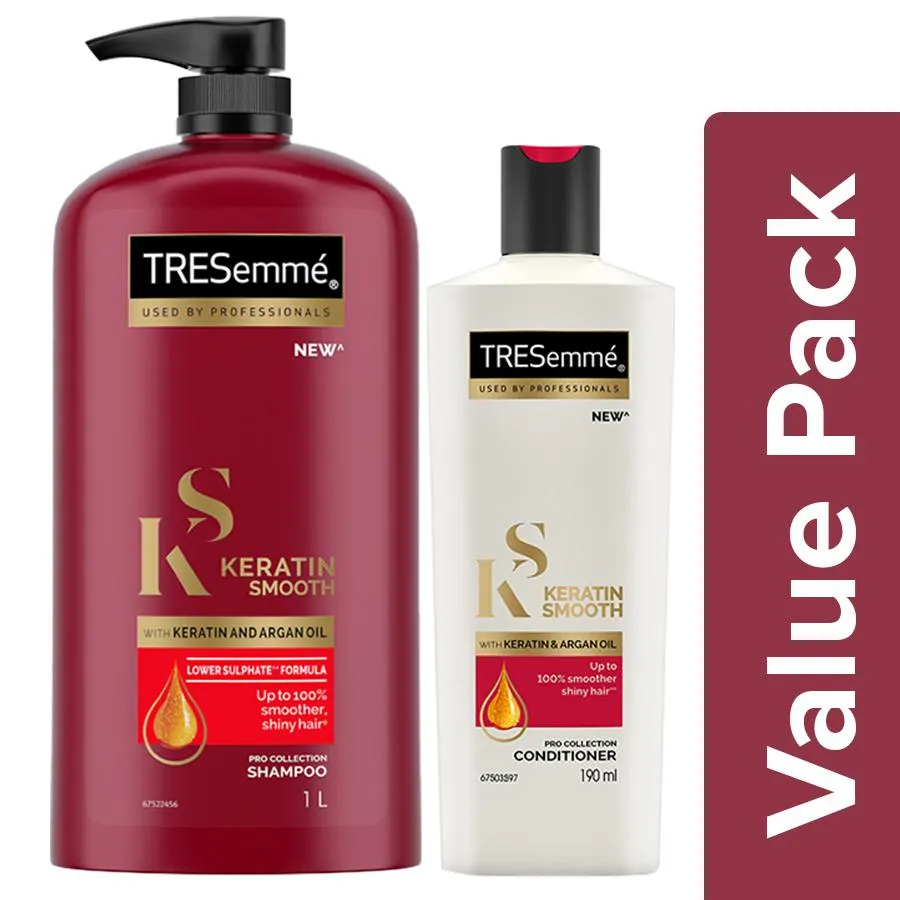 TRESemmé®
USED BY PROFESSIONALS
NEW^
KS
KERATIN
SMOOTH
WITH KERATIN AND ARGAN OIL
LOWER SULPHATE** FORMULA
Up to 100%
smoother,
shiny hair*
PRO COLLECTION
SHAMPOO
67522456
1 L
TRESemmé®
USED BY PROFESSIONALS
NEW^
KS
KERATIN
SMOOTH
WITH KERATIN & ARGAN OIL
Up to
100% smoother
shiny hair**
PRO COLLECTION
CONDITIONER
67503597
190 ml
Value Pack